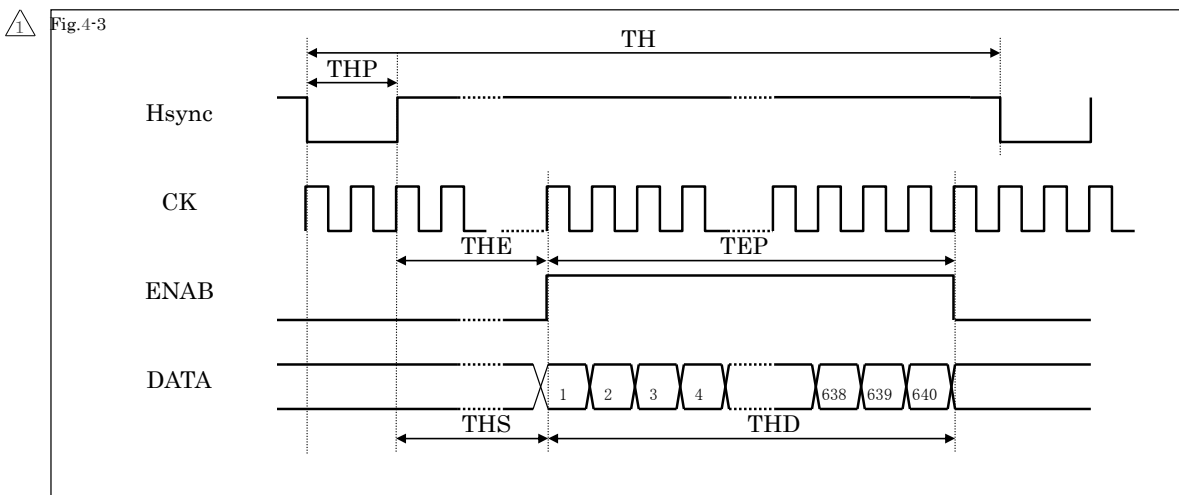 1
Fig.4-3
TH
THP
Hsync
CK
THE TEP
ENAB
DATA
1 2 3 4 638 639 640
THS THD